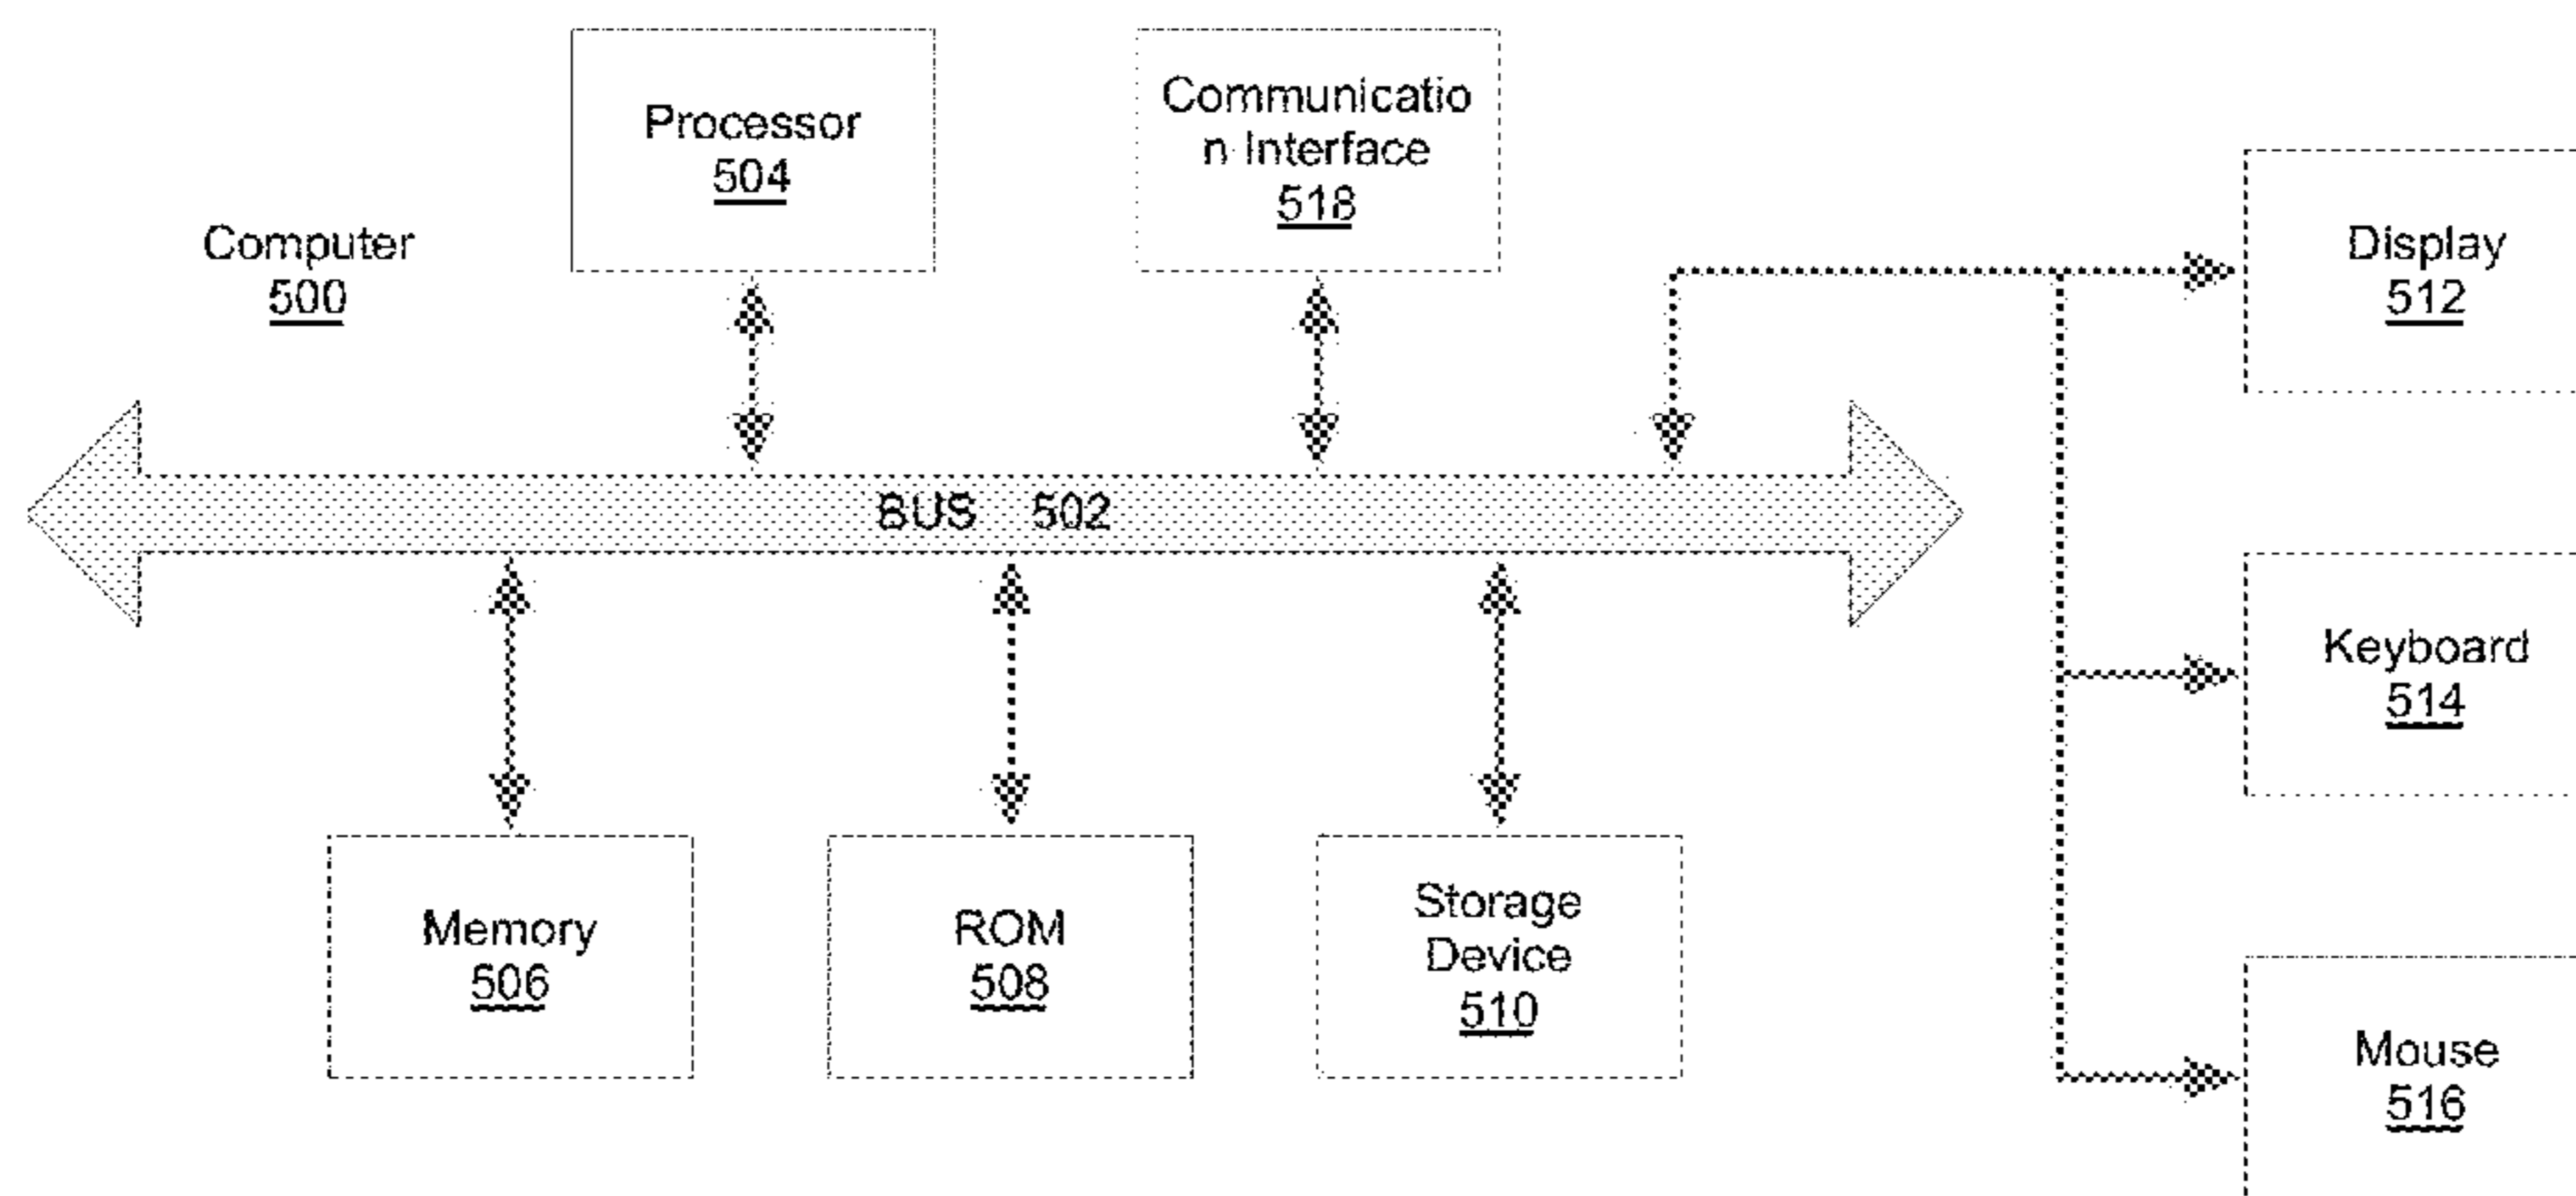 Processor
504
Communicatio
n Interface
518
Computer
500
Display
512
BUS 502
Keyboard
514
Memory
506
ROM
508
Storage
Device
510
Mouse
516